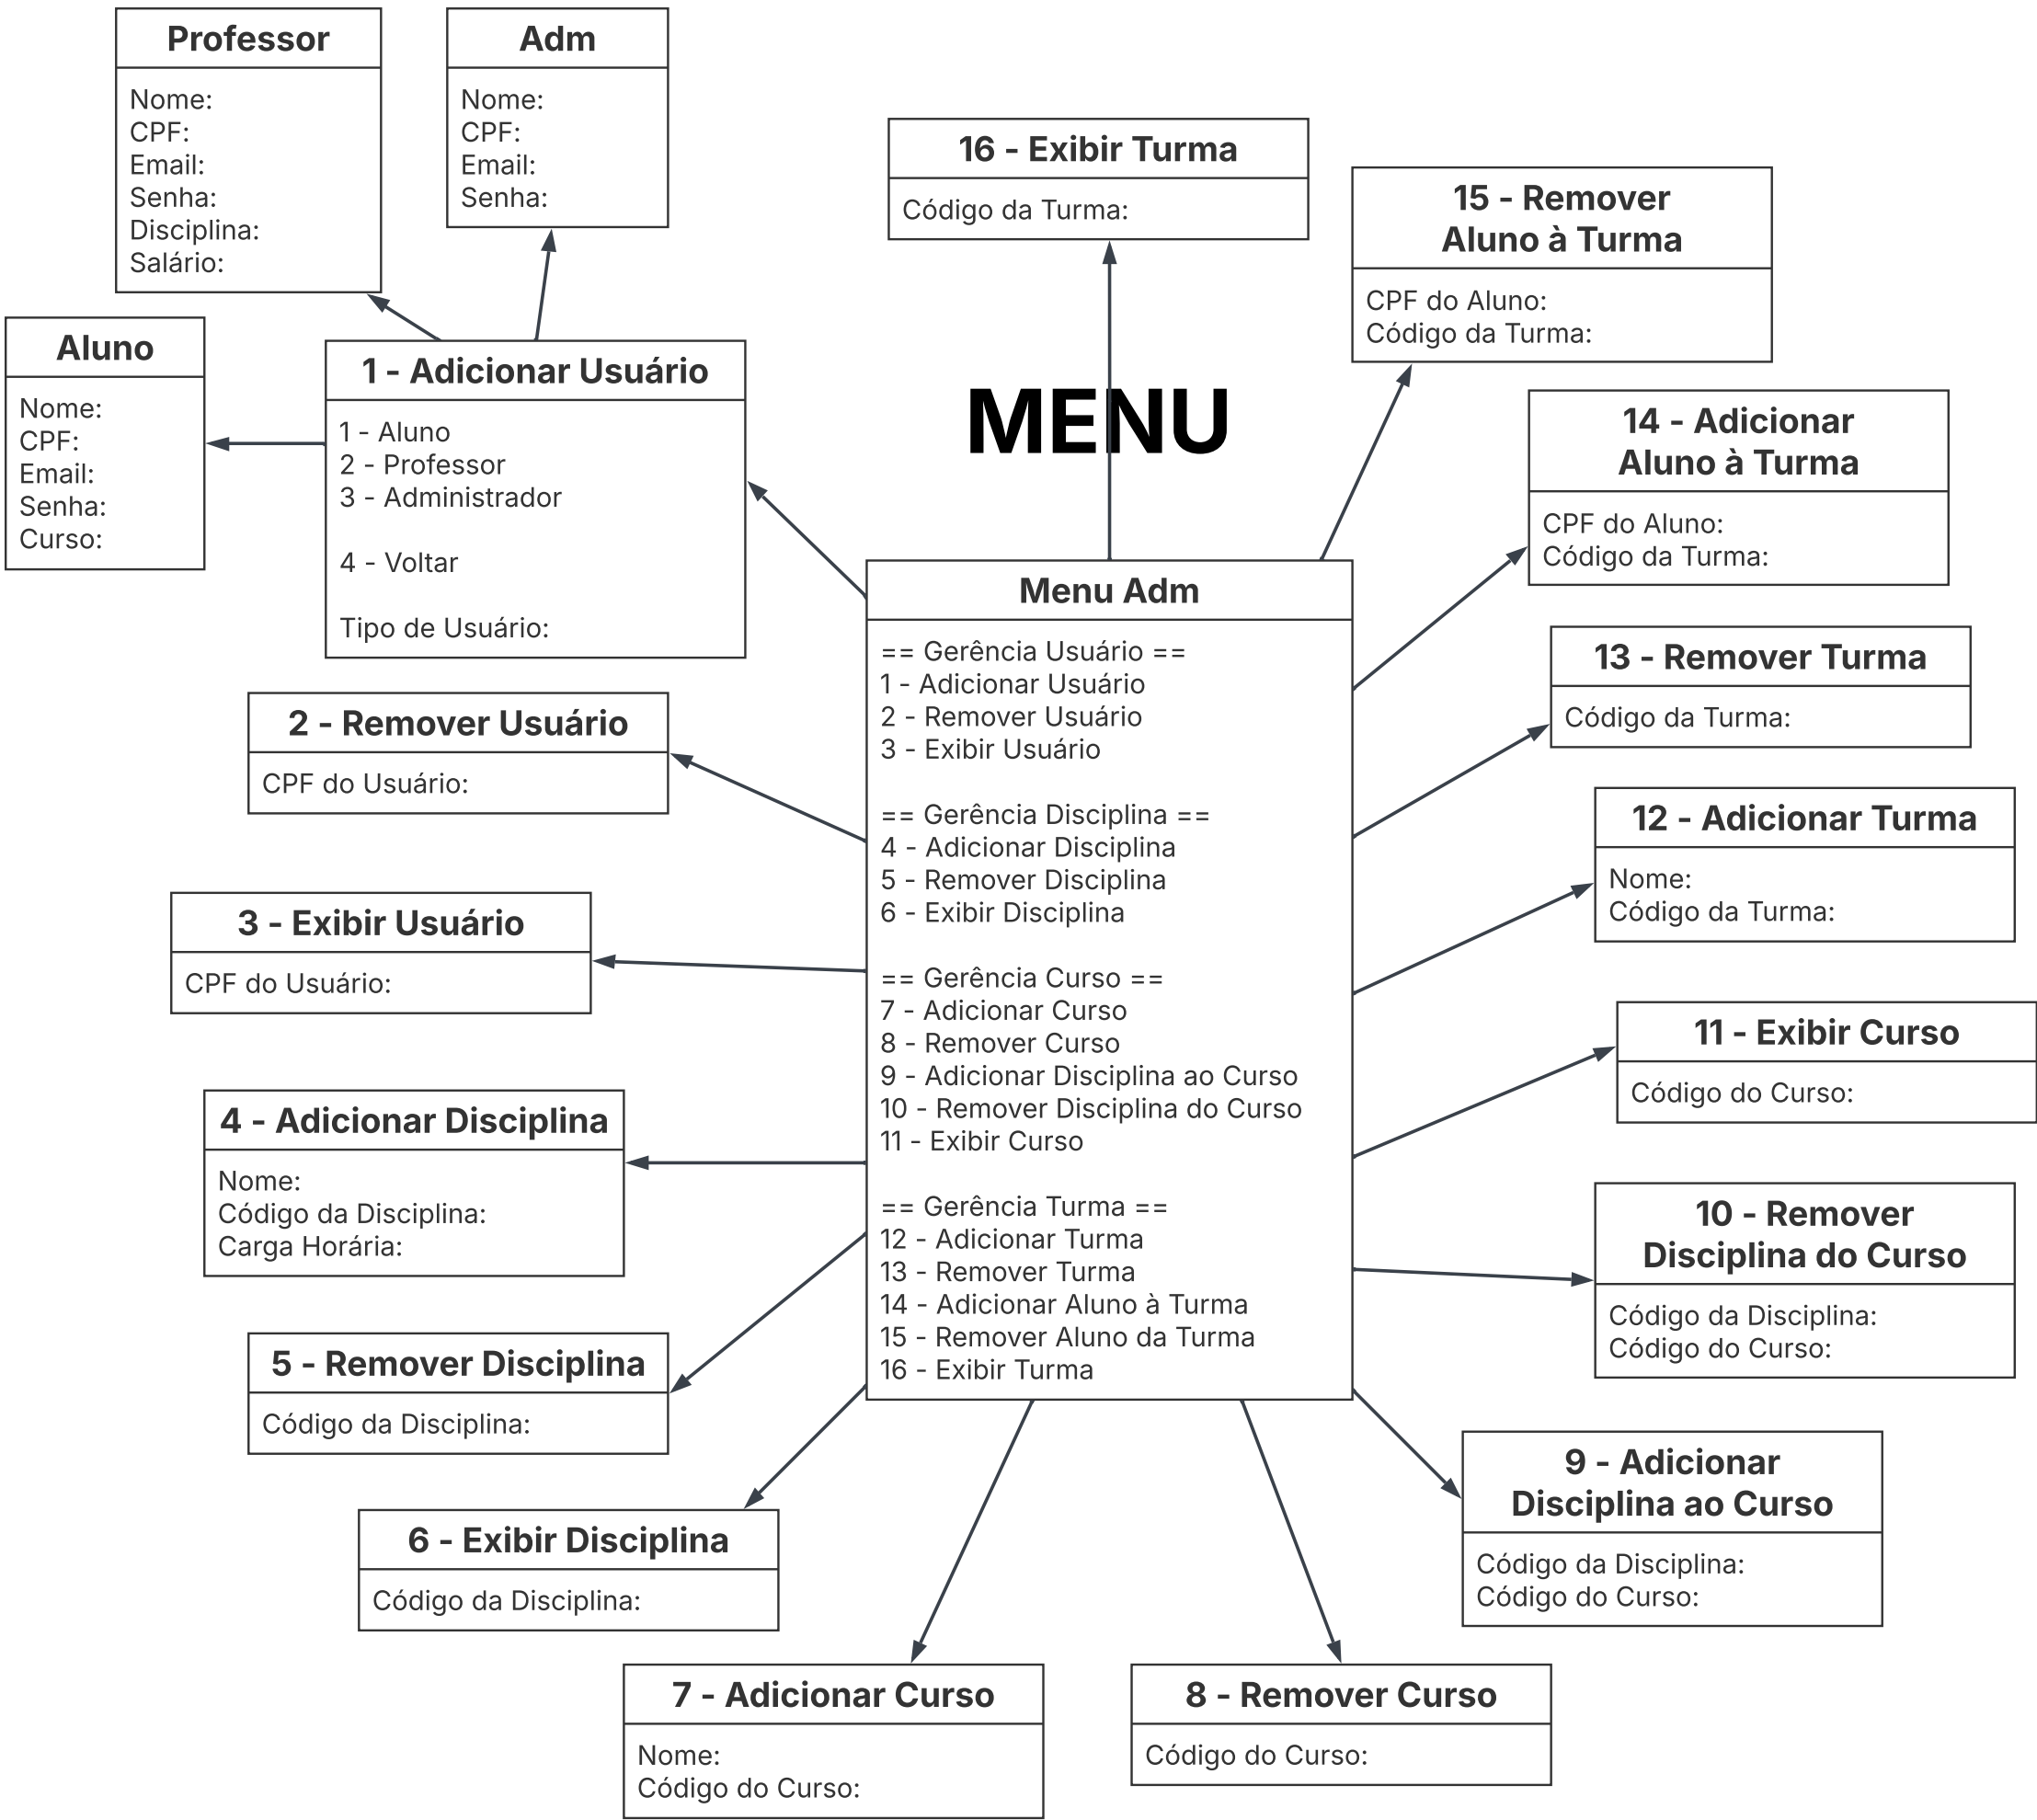 Professor
Nome:
CPF:
Email:
Senha:
Disciplina:
Salário:
Adm
Nome:
CPF:
Email:
Senha:
Aluno
Nome:
CPF:
Email:
Senha:
Curso:
1 - Adicionar Usuário
1 - Aluno
2 - Professor
3 - Administrador
4 - Voltar
Tipo de Usuário:
MENU
Menu Adm
== Gerência Usuário ==
1 - Adicionar Usuário
2 - Remover Usuário
3 - Exibir Usuário
== Gerência Disciplina ==
4 - Adicionar Disciplina
5 - Remover Disciplina
6 - Exibir Disciplina
== Gerência Curso ==
7 - Adicionar Curso
8 - Remover Curso
9 - Adicionar Disciplina ao Curso
10 - Remover Disciplina do Curso
11 - Exibir Curso
== Gerência Turma ==
12 - Adicionar Turma
13 - Remover Turma
14 - Adicionar Aluno à Turma
15 - Remover Aluno da Turma
16 - Exibir Turma
2 - Remover Usuário
CPF do Usuário:
3 - Exibir Usuário
CPF do Usuário:
4 - Adicionar Disciplina
Nome:
Código da Disciplina:
Carga Horária:
5 - Remover Disciplina
Código da Disciplina:
6 - Exibir Disciplina
Código da Disciplina:
7 - Adicionar Curso
Nome:
Código do Curso:
8 - Remover Curso
Código do Curso:
9 - Adicionar
Disciplina ao Curso
Código da Disciplina:
Código do Curso:
10 - Remover
Disciplina do Curso
Código da Disciplina:
Código do Curso:
11 - Exibir Curso
Código do Curso:
12 - Adicionar Turma
Nome:
Código da Turma:
13 - Remover Turma
Código da Turma:
14 - Adicionar
Aluno à Turma
CPF do Aluno:
Código da Turma:
15 - Remover
Aluno à Turma
CPF do Aluno:
Código da Turma:
16 - Exibir Turma
Código da Turma: